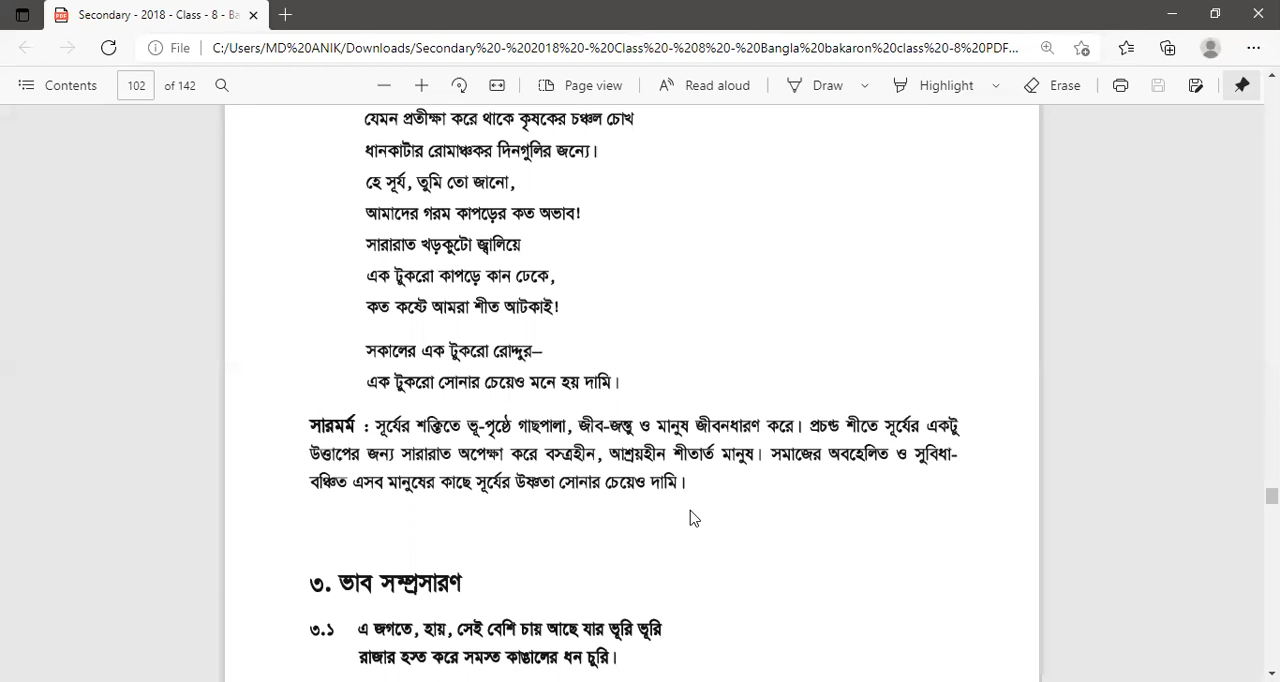 Secondary - 2018 - Class - 8 - Ba
File C:/Users/MD%20ANIK/Downloads/Secondary%20-%202018%20-%20Class%20-%208%20-%20Bangla%20bakaron%20class%20-8%20PDF...
Contents 102 of 142 Page view Read aloud Draw Highlight Erase
যেমন প্রতীক্ষা করে থাকে কৃষকের চঞ্চল চোখ
ধানকাটার রোমাঞ্চকর দিনগুলির জন্যে।
হে সূর্য, তুমি তো জানো,
আমাদের গরম কাপড়ের কত অভাব!
সারারাত খড়কুটো জ্বালিয়ে
এক টুকরো কাপড়ে কান ঢেকে,
কত কষ্টে আমরা শীত আটকাই!
সকালের এক টুকরো রোদ্দুর—
এক টুকরো সোনার চেয়েও মনে হয় দামি।
সারমর্ম : সূর্যের শক্তিতে ভূ-পৃষ্ঠে গাছপালা, জীব-জন্তু ও মানুষ জীবনধারণ করে। প্রচন্ড শীতে সূর্যের একটু
উত্তাপের জন্য সারারাত অপেক্ষা করে বস্ত্রহীন, আশ্রয়হীন শীতার্ত মানুষ। সমাজের অবহেলিত ও সুবিধা-
বঞ্চিত এসব মানুষের কাছে সূর্যের উষ্ণতা সোনার চেয়েও দামি।
৩. ভাব সম্প্রসারণ
৩.১ এ জগতে, হায়, সেই বেশি চায় আছে যার ভূরি ভূরি
রাজার হস্ত করে সমস্ত কাঙালের ধন চুরি।